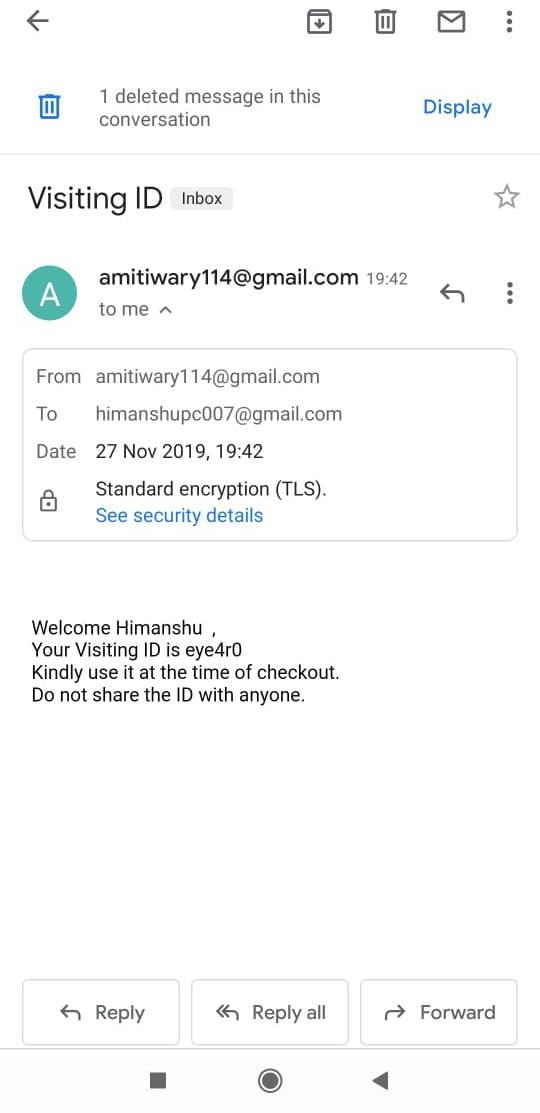 1 deleted message in this
conversation
Display
Visiting ID Inbox
A
amitiwary114@gmail.com 19:42
to me
From amitiwary114@gmail.com
To himanshupc007@gmail.com
Date 27 Nov 2019, 19:42
Standard encryption (TLS).
See security details
Welcome Himanshu ,
Your Visiting ID is eye4r0
Kindly use it at the time of checkout.
Do not share the ID with anyone.
Reply Reply all Forward